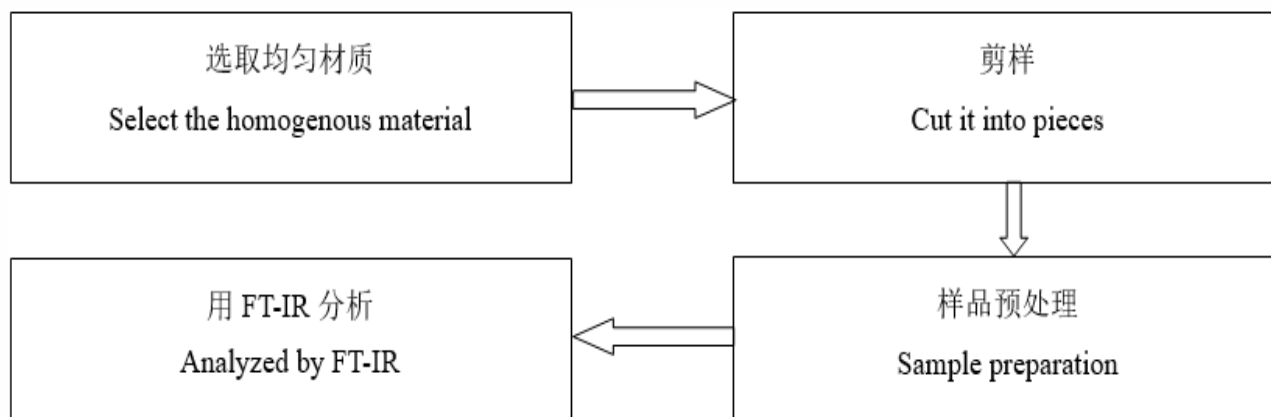 选取均匀材质
Select the homogenous material
剪样
Cut it into pieces
样品预处理
Sample preparation
用 FT-IR 分析
Analyzed by FT-IR